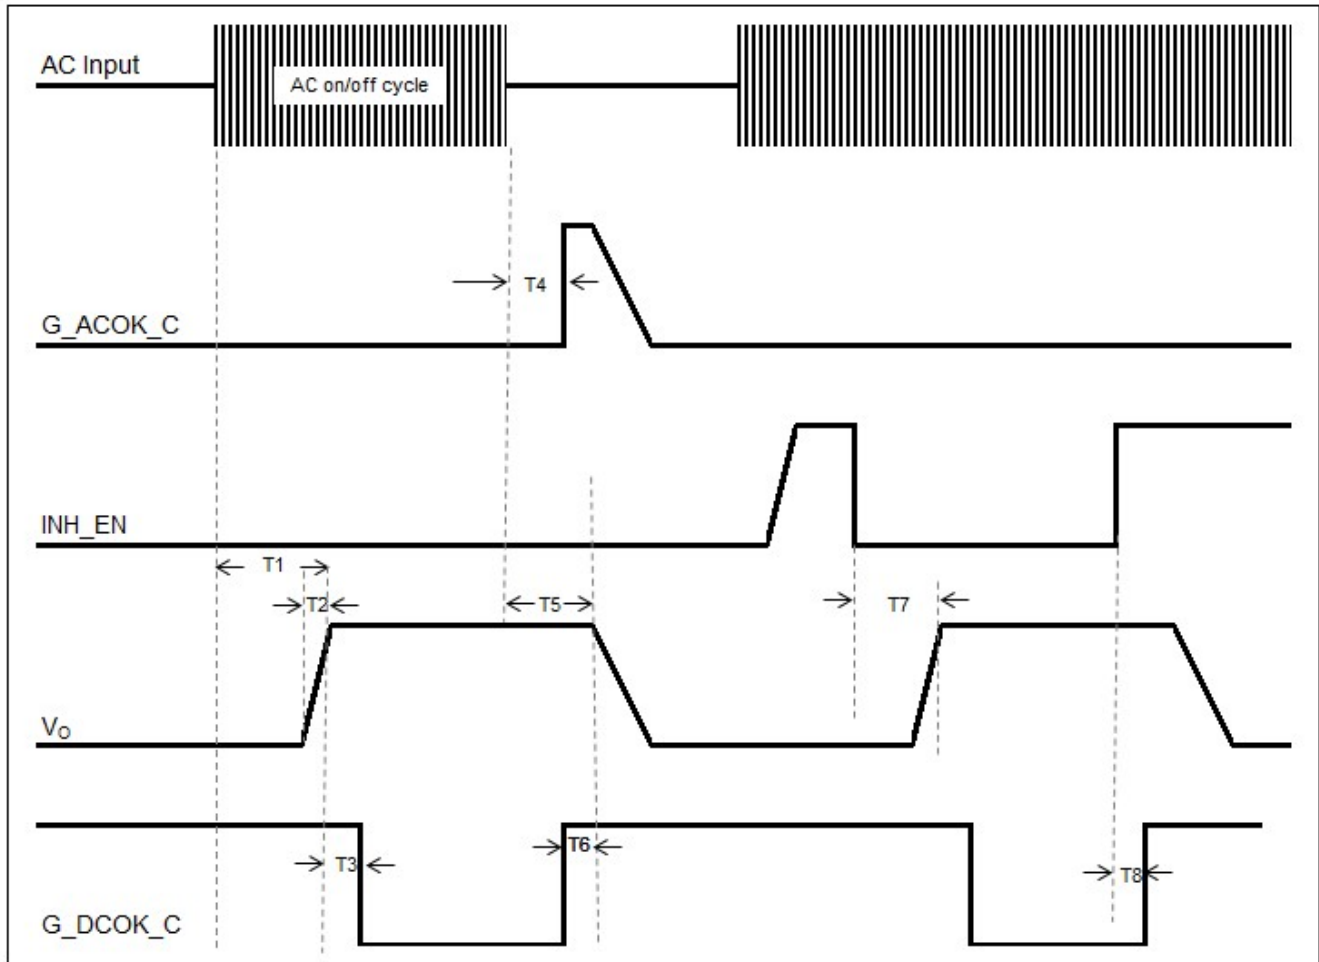 AC Input
AC on/off cycle
T4
G_ACOK_C
INH_EN
T1
T2
T5
T7
VO
T3
T6
T8
G_DCOK_C